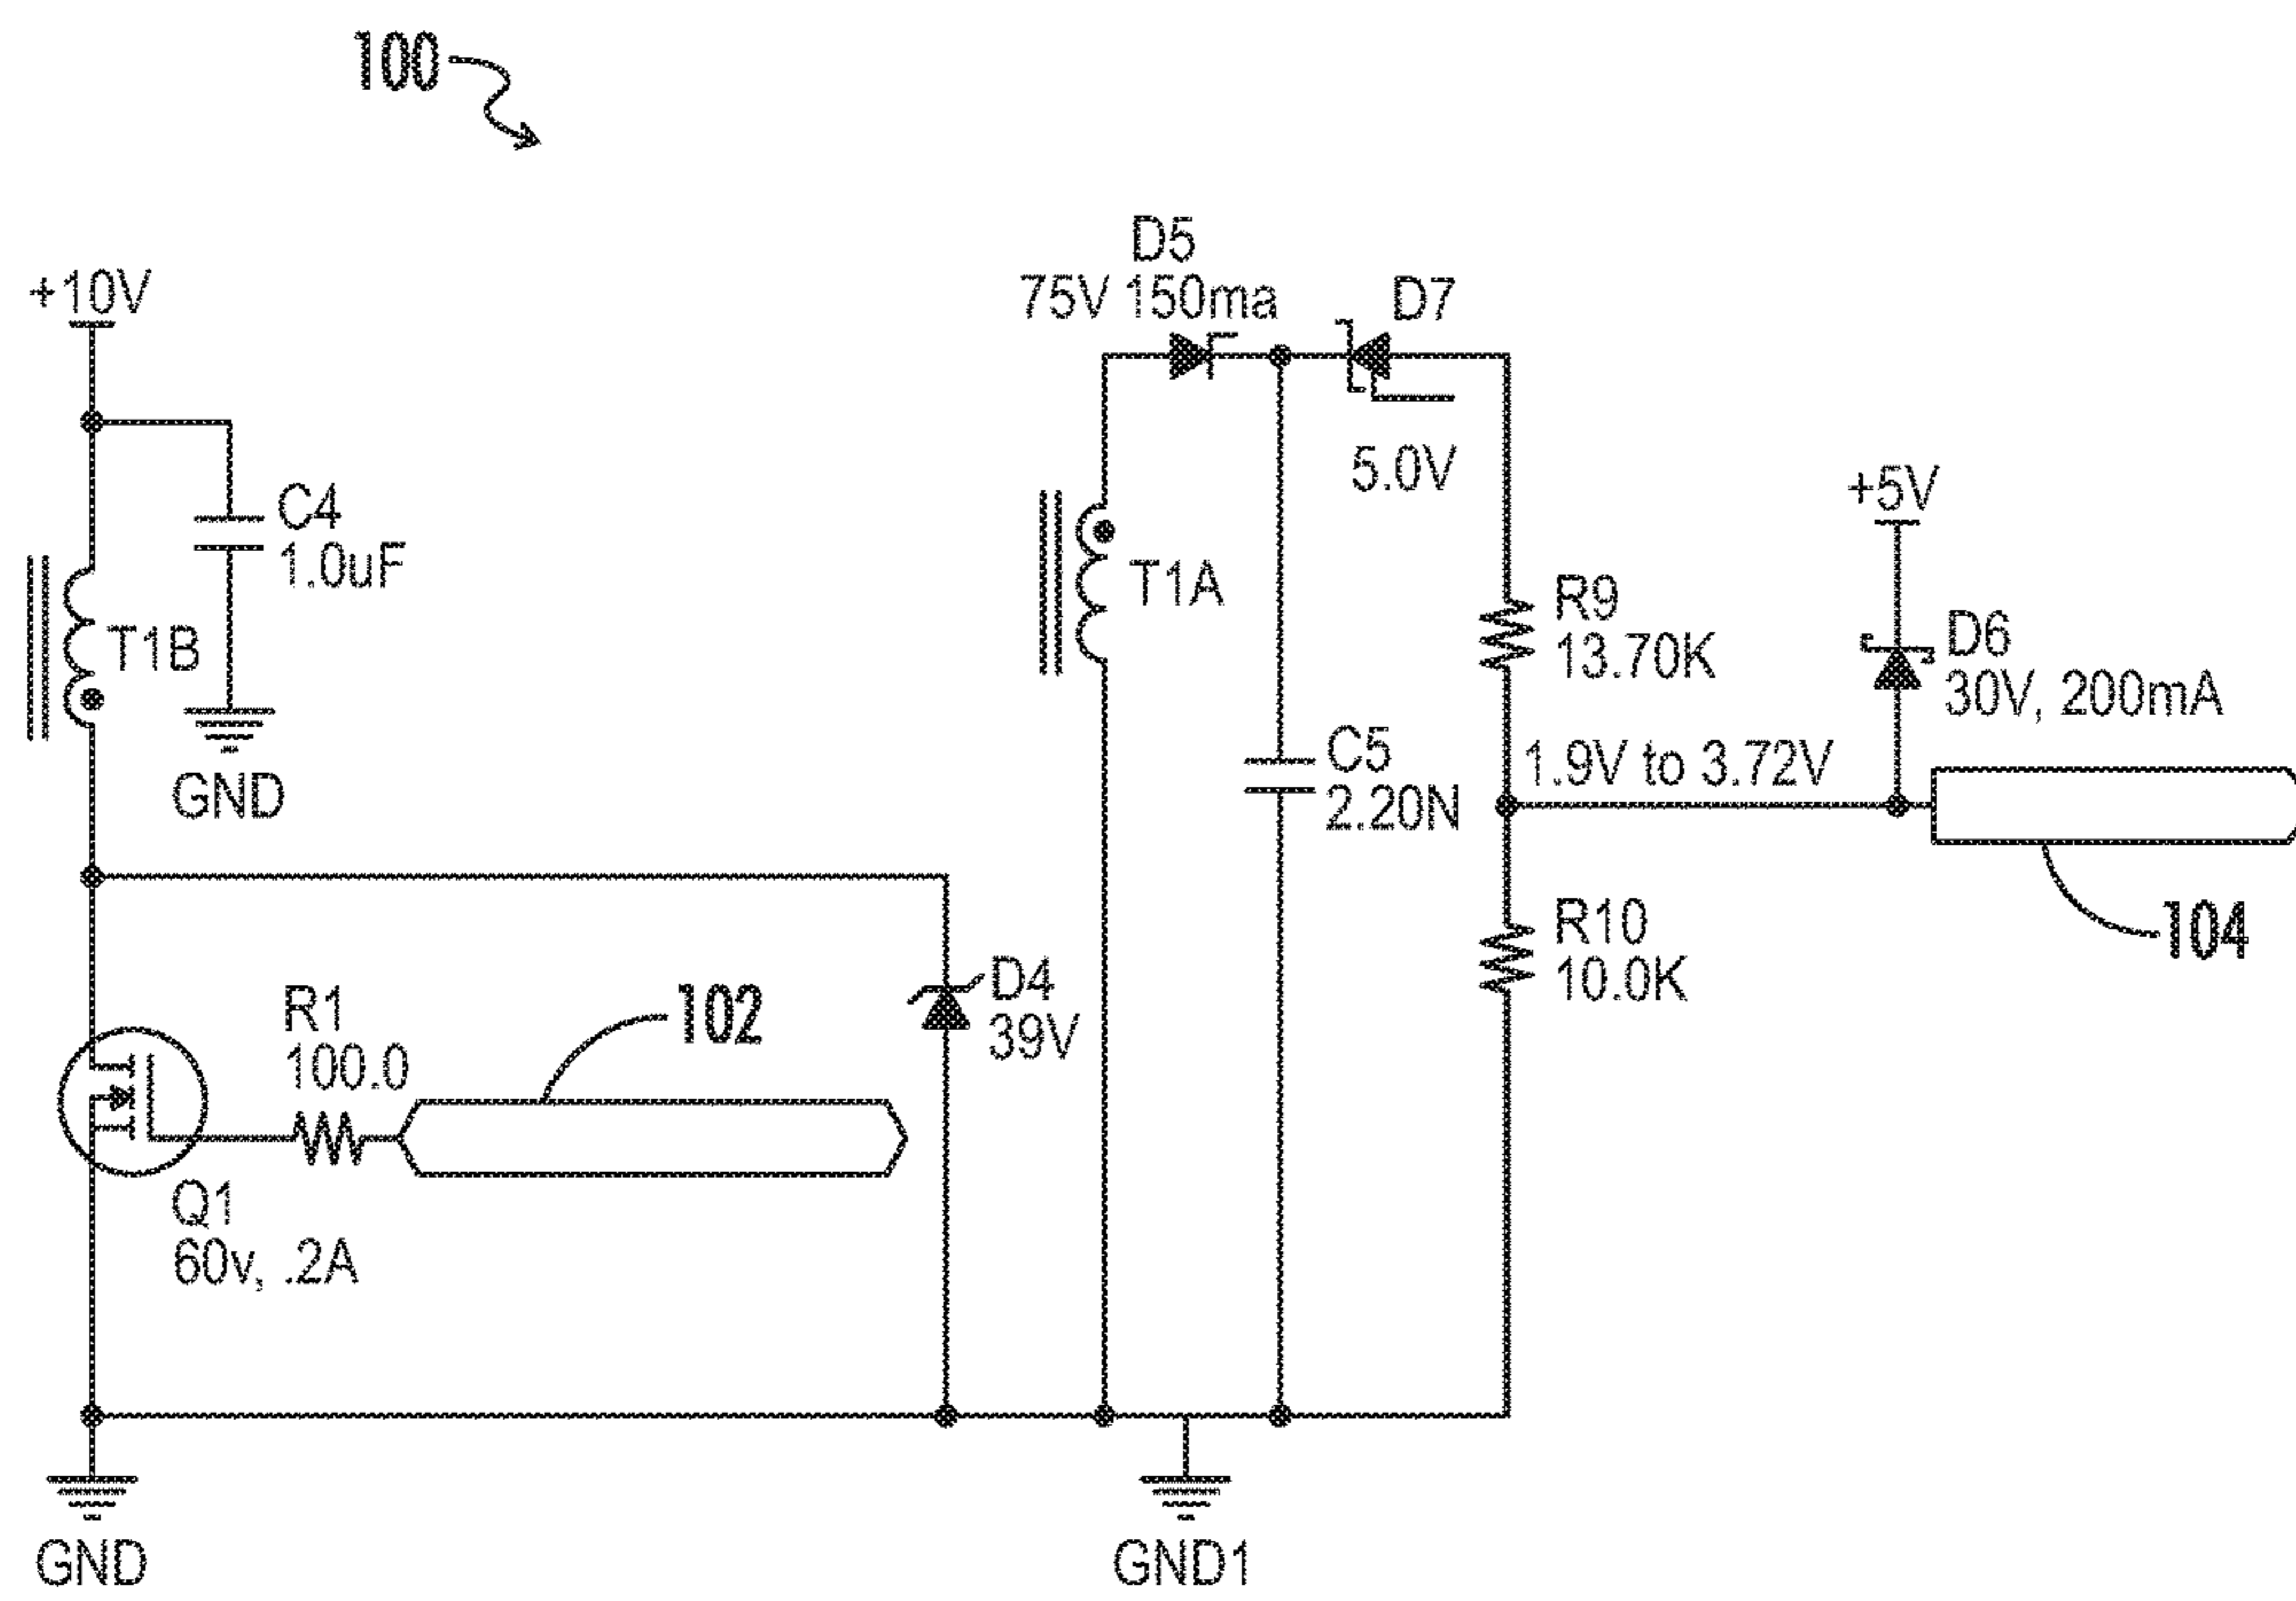 100
+10V
C4
1.0uF
T1B
GND
D5
75V 150ma
D7
5.0V
T1A
+5V
R9
13.70K
D6
30V, 200mA
1.9V to 3.72V
C5
2.20N
104
R10
10.0K
R1
100.0
102
D4
39V
Q1
60v, .2A
GND
GND1